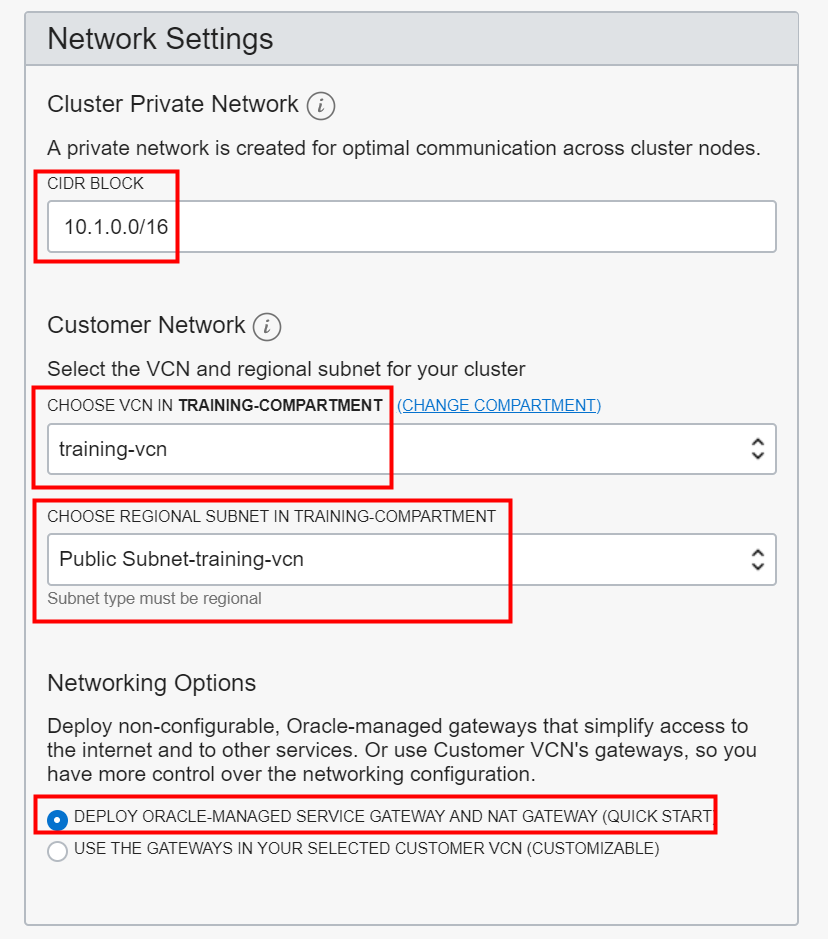 Network Settings
Cluster Private Network i
A private network is created for optimal communication across cluster nodes.
CIDR BLOCK
10.1.0.0/16
Customer Network i
Select the VCN and regional subnet for your cluster
CHOOSE VCN IN TRAINING-COMPARTMENT (CHANGE COMPARTMENT)
training-vcn
CHOOSE REGIONAL SUBNET IN TRAINING-COMPARTMENT
Public Subnet-training-vcn
Subnet type must be regional
Networking Options
Deploy non-configurable, Oracle-managed gateways that simplify access to
the internet and to other services. Or use Customer VCN's gateways, so you
have more control over the networking configuration.
DEPLOY ORACLE-MANAGED SERVICE GATEWAY AND NAT GATEWAY (QUICK START
USE THE GATEWAYS IN YOUR SELECTED CUSTOMER VCN (CUSTOMIZABLE)